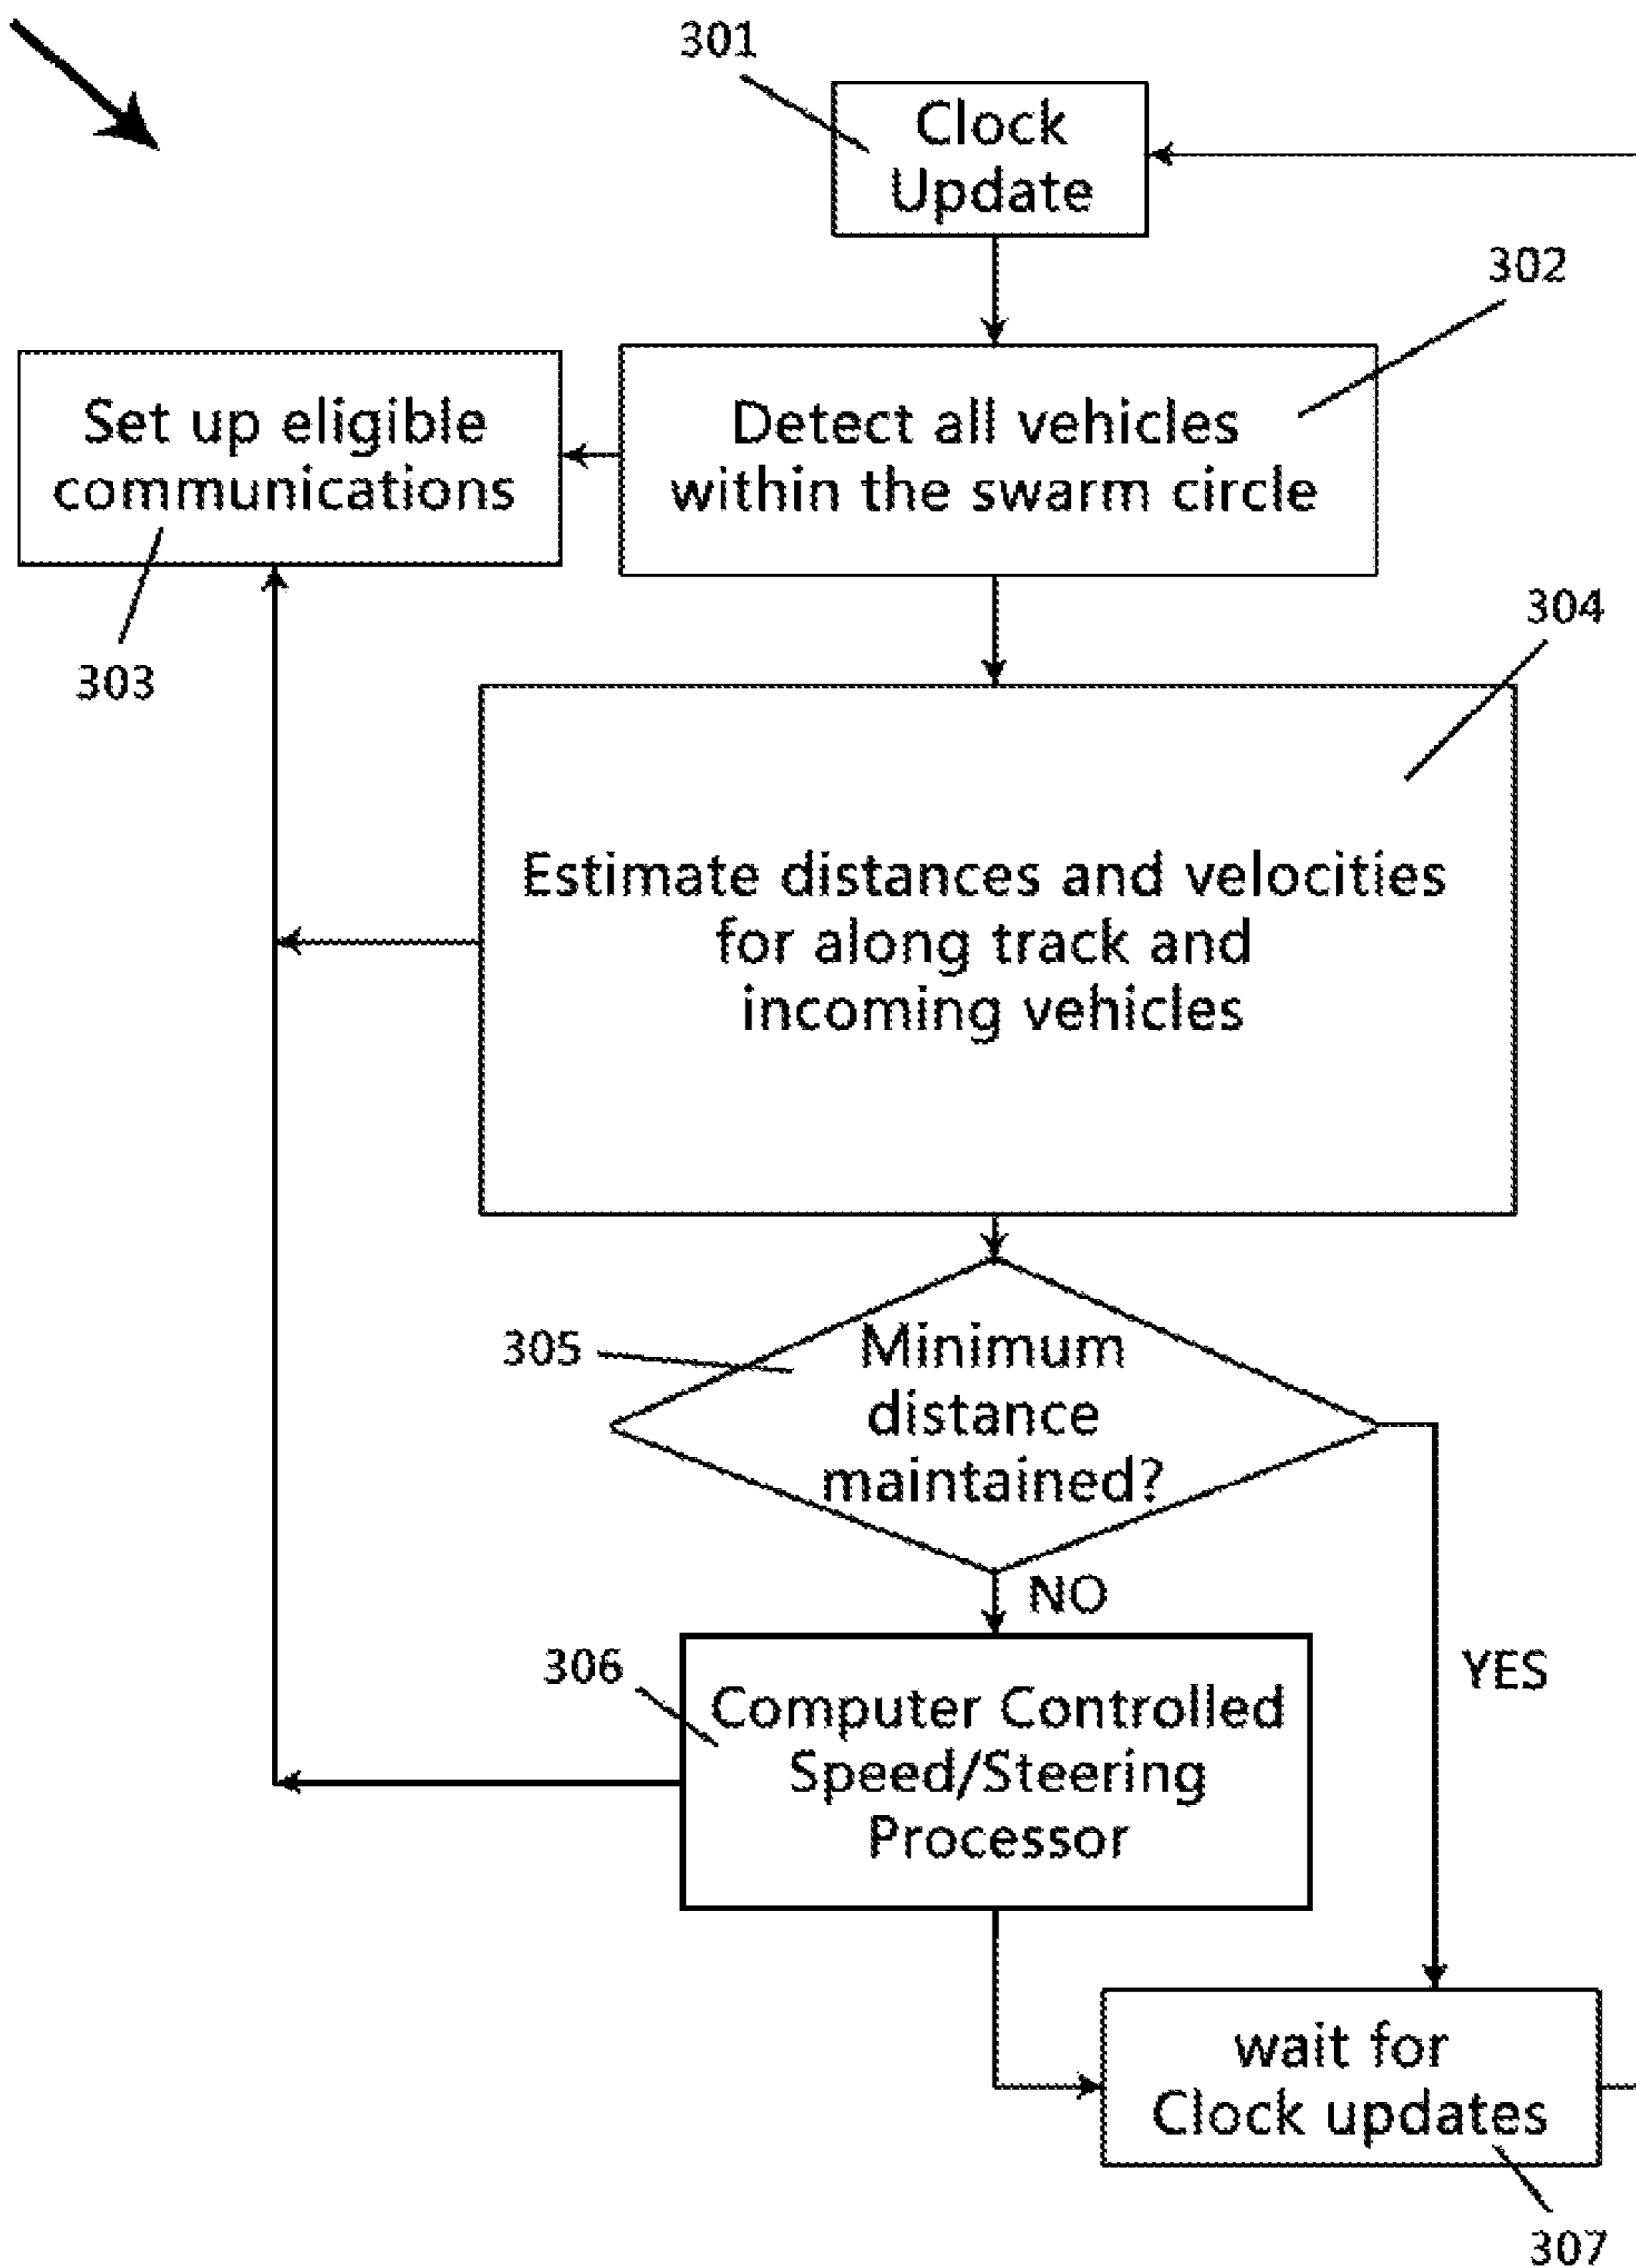 301
Clock
Update
302
Set up eligible
communications
303
Detect all vehicles
within the swarm circle
304
Estimate distances and velocities
for along track and
incoming vehicles
305
Minimum
distance
maintained?
NO
YES
306
Computer Controlled
Speed/Steering
Processor
wait for
Clock updates
307